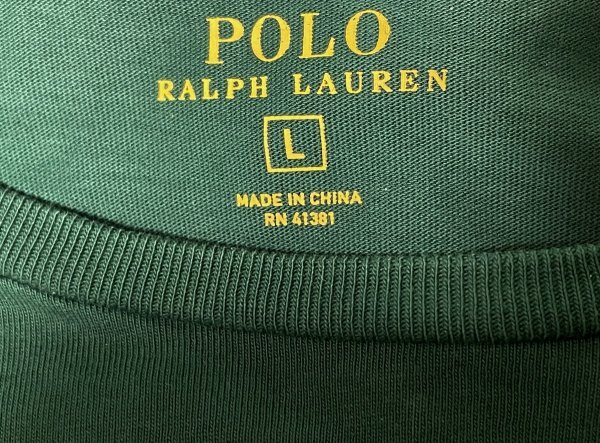 POLO
RALPH LAUREN
L
MADE IN CHINA
RN 41381